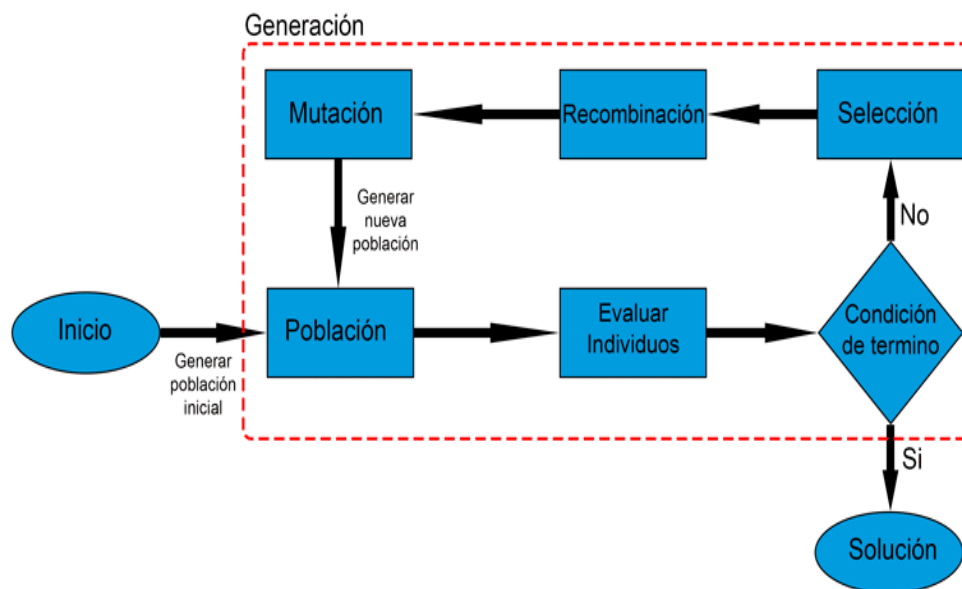 Generación
Mutación
Recombinación
Selección
Generar
nueva
población
No
Inicio
Generar
población
inicial
Población
Evaluar
Individuos
Condición
de termino
Si
Solución